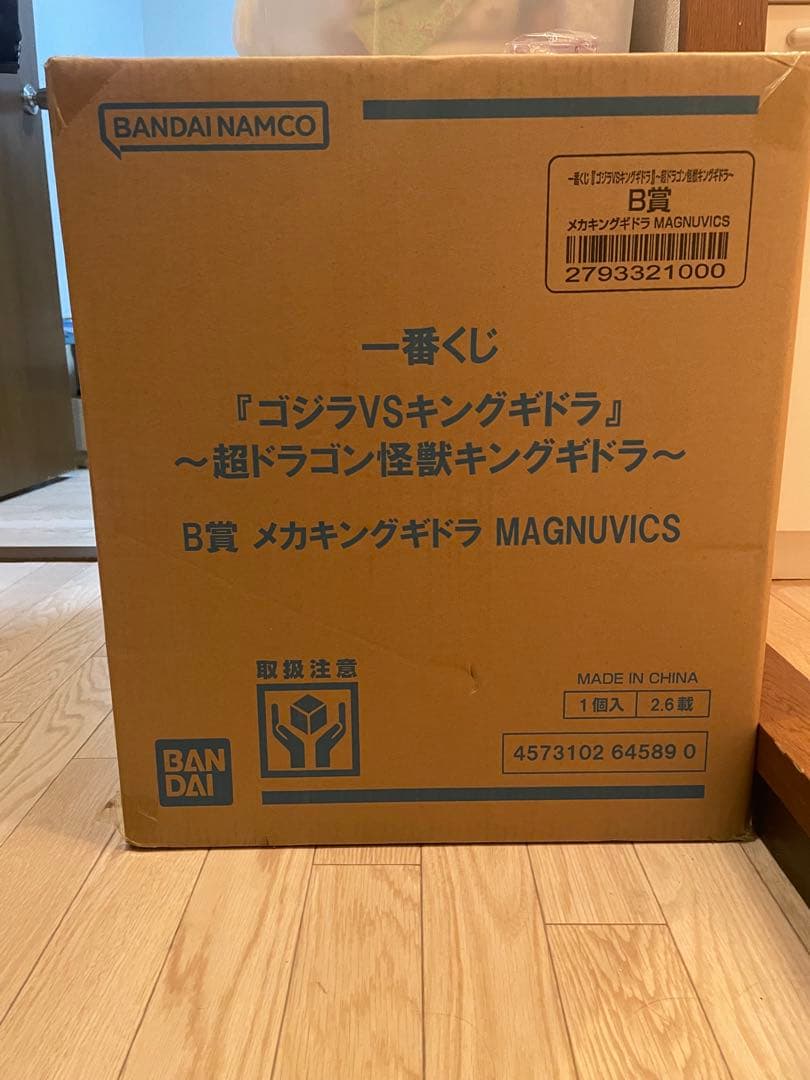 BANDAI NAMCO
一番くじ『ゴジラVSキングギドラ』~超ドラゴン怪獣キングギドラ~
B賞
メカキングギドラ MAGNUVICS
2793321000
一番くじ
『ゴジラVSキングギドラ』
~超ドラゴン怪獣キングギドラ~
B賞 メカキングギドラ MAGNUVICS
取扱注意
MADE IN CHINA
1個入 2.6載
4573102 64589 0
BAN
DAI